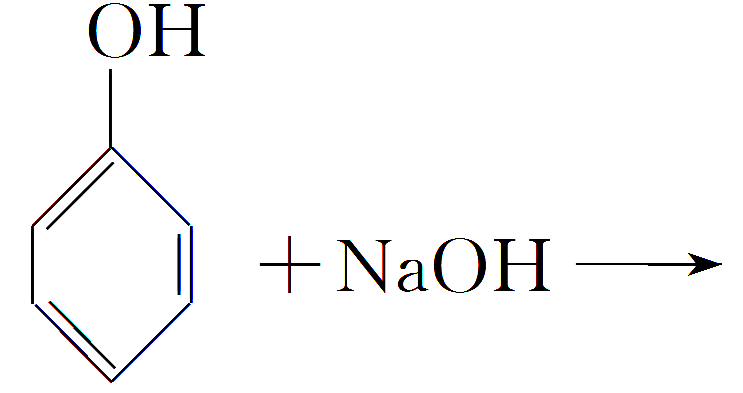 OH
+ NaOH ⟶